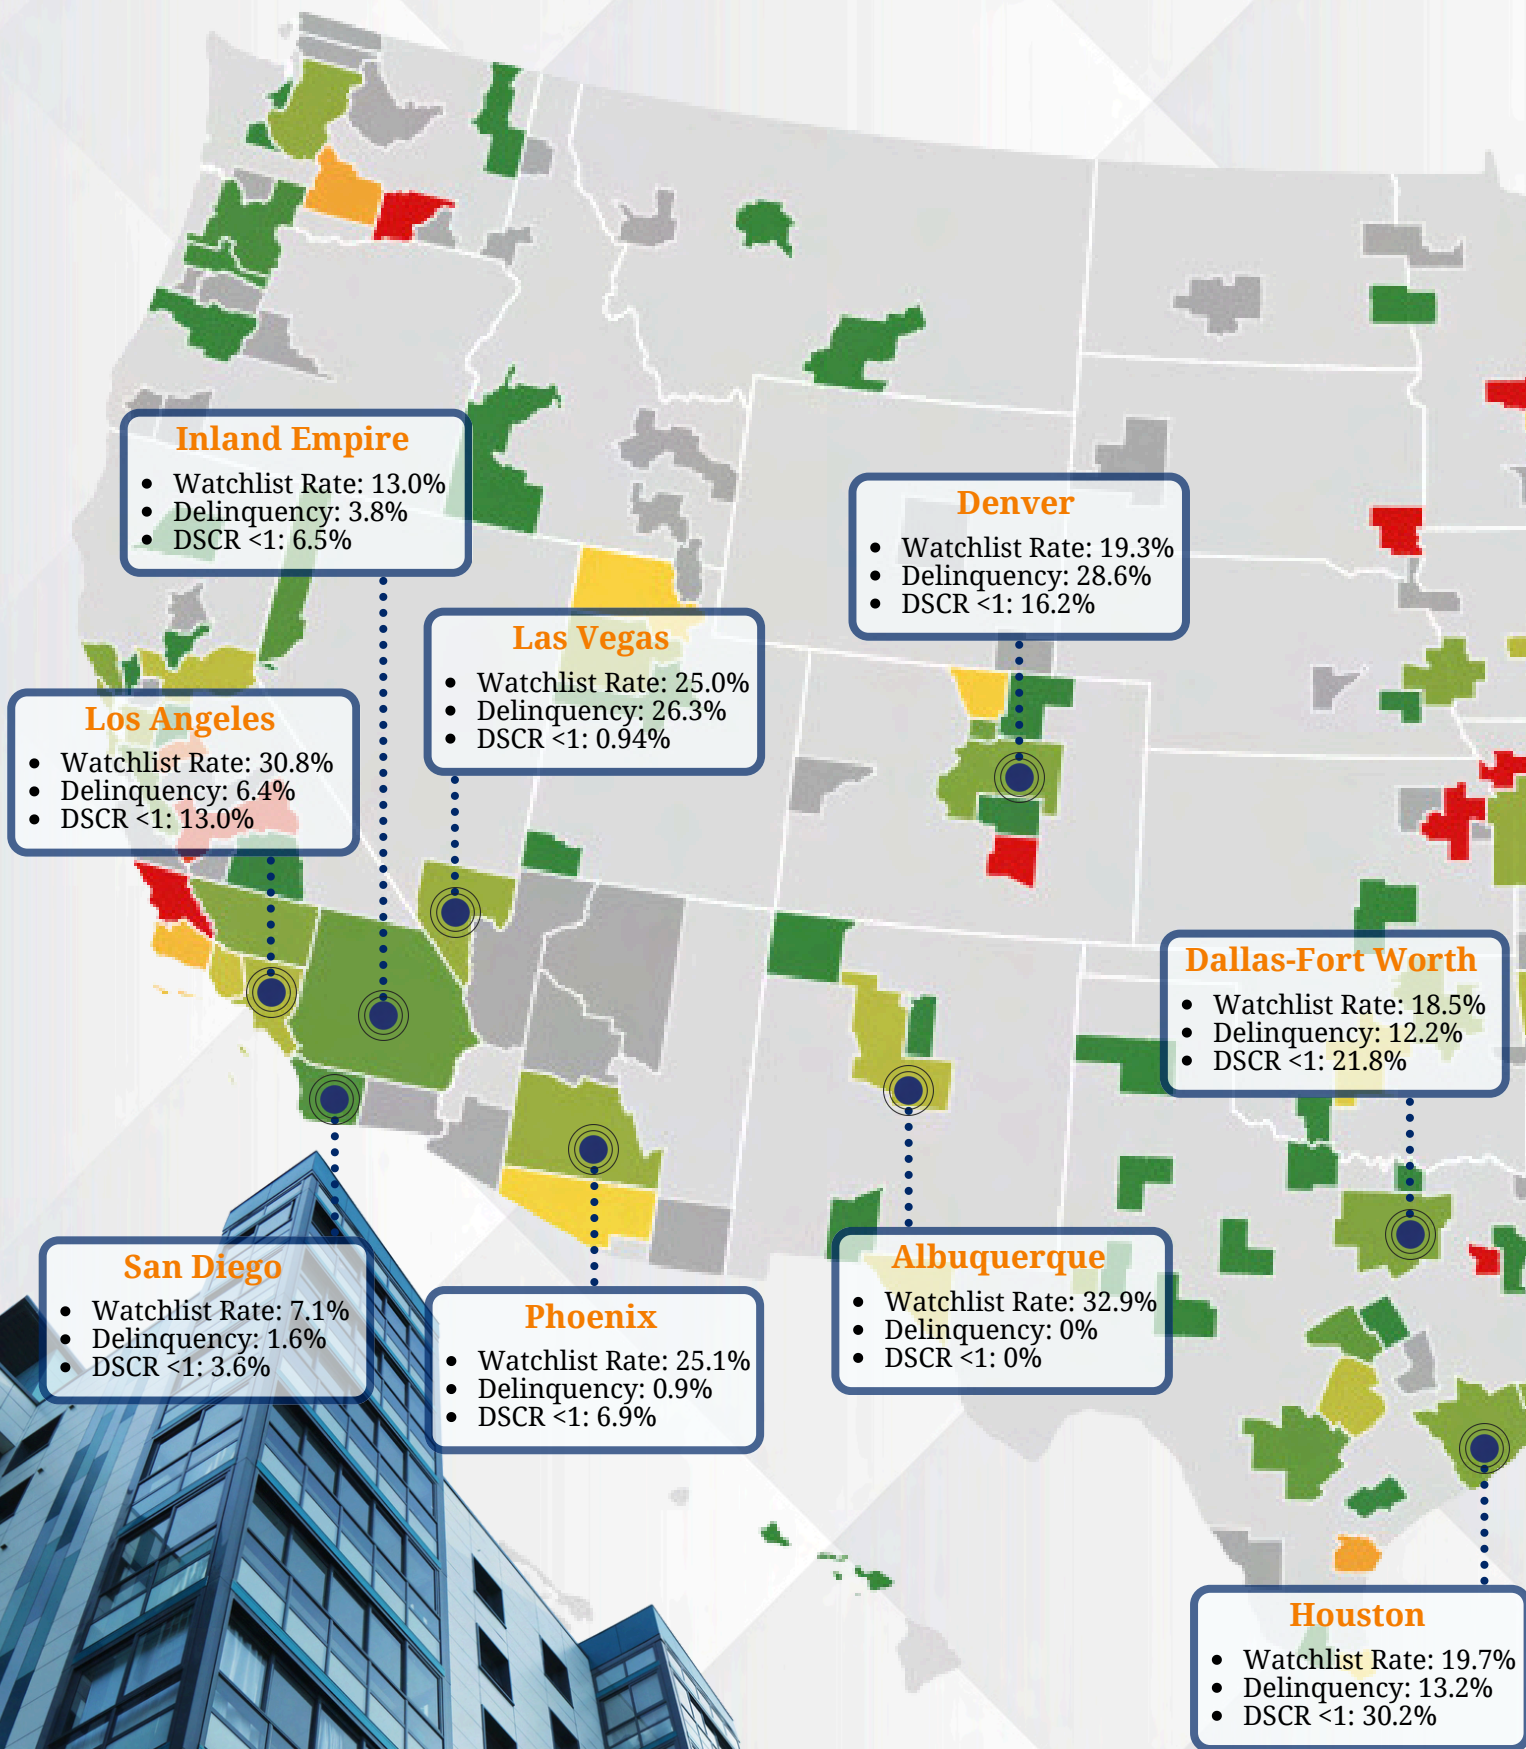 Inland Empire
• Watchlist Rate: 13.0%
• Delinquency: 3.8%
• DSCR <1: 6.5%
Denver
• Watchlist Rate: 19.3%
• Delinquency: 28.6%
• DSCR <1: 16.2%
Las Vegas
• Watchlist Rate: 25.0%
• Delinquency: 26.3%
• DSCR <1: 0.94%
Los Angeles
• Watchlist Rate: 30.8%
• Delinquency: 6.4%
• DSCR <1: 13.0%
Dallas-Fort Worth
• Watchlist Rate: 18.5%
• Delinquency: 12.2%
• DSCR <1: 21.8%
San Diego
• Watchlist Rate: 7.1%
• Delinquency: 1.6%
• DSCR <1: 3.6%
Phoenix
• Watchlist Rate: 25.1%
• Delinquency: 0.9%
• DSCR <1: 6.9%
Albuquerque
• Watchlist Rate: 32.9%
• Delinquency: 0%
• DSCR <1: 0%
Houston
• Watchlist Rate: 19.7%
• Delinquency: 13.2%
• DSCR <1: 30.2%